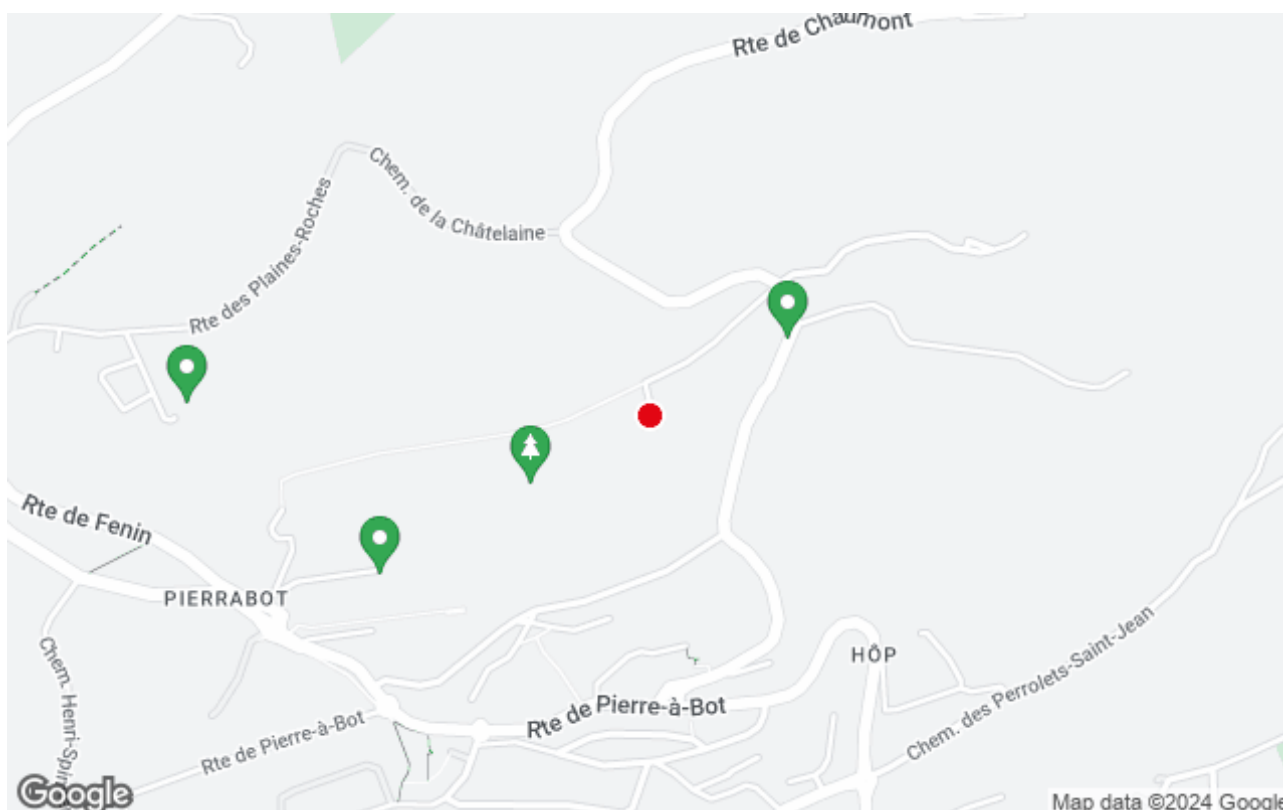 Rte de Chaumont
Chem. de la Châtelaine
Rte des Plaines-Roches
Rte de Fenin
PIERRABOT
Chem. Henri-Spin
HÔP
Chem. des Perrolets-Saint-Jean
Rte de Pierre-à-Bot
Rte de Pierre-à-Bot
Google
Map data ©2024 Google